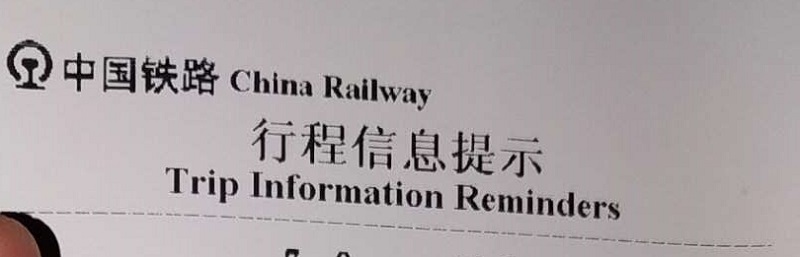 中国铁路 China Railway
行程信息提示
Trip Information Reminders